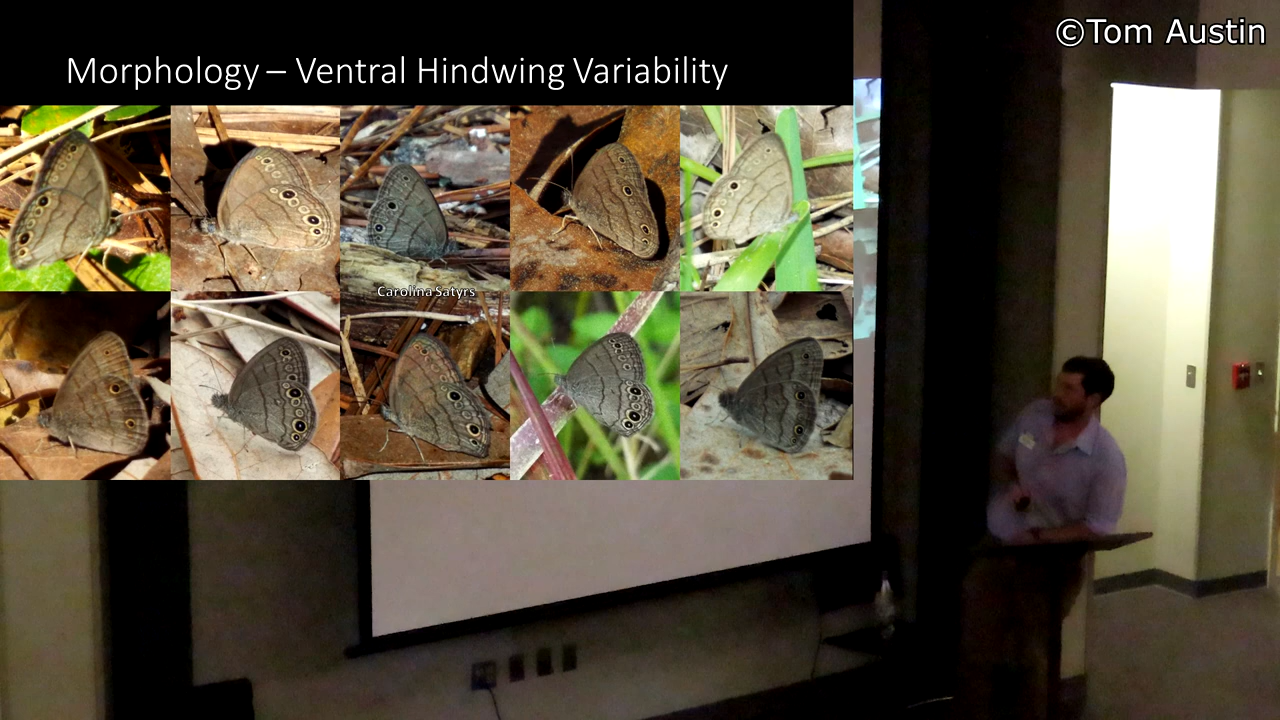 ©Tom Austin
Morphology – Ventral Hindwing Variability
Carolina Satyrs